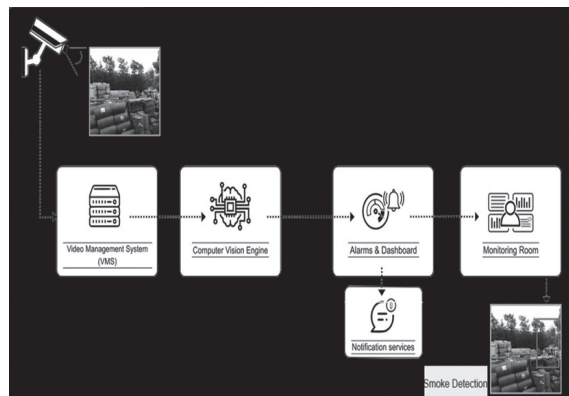 Video Management System
(VMS)
Computer Vision Engine
Alarms & Dashboard
Monitoring Room
Notification services
Smoke Detection